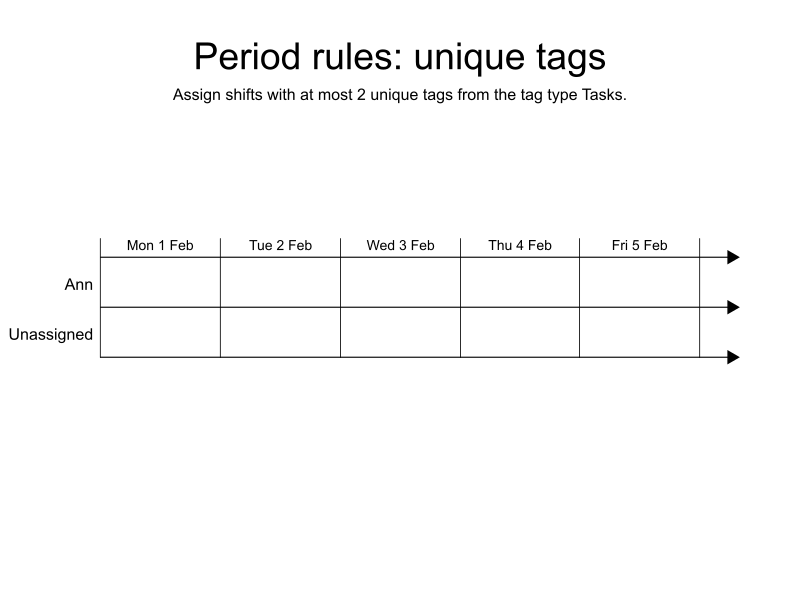 Period rules: unique tags
Assign shifts with at most 2 unique tags from the tag type Tasks.
Mon 1 Feb Tue 2 Feb Wed 3 Feb Thu 4 Feb Fri 5 Feb
Ann
Unassigned